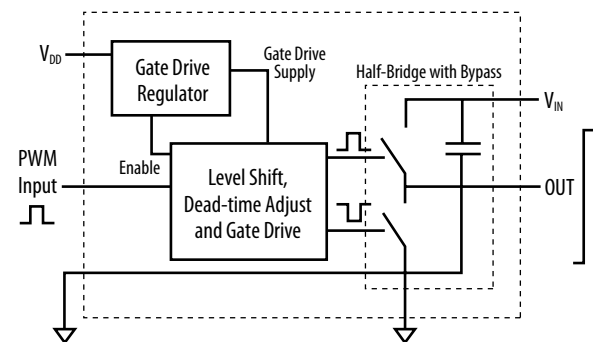 V_DD
Gate Drive
Regulator
Gate Drive
Supply
Half-Bridge with Bypass
V_IN
Enable
PWM
Input
Level Shift,
Dead-time Adjust
and Gate Drive
OUT